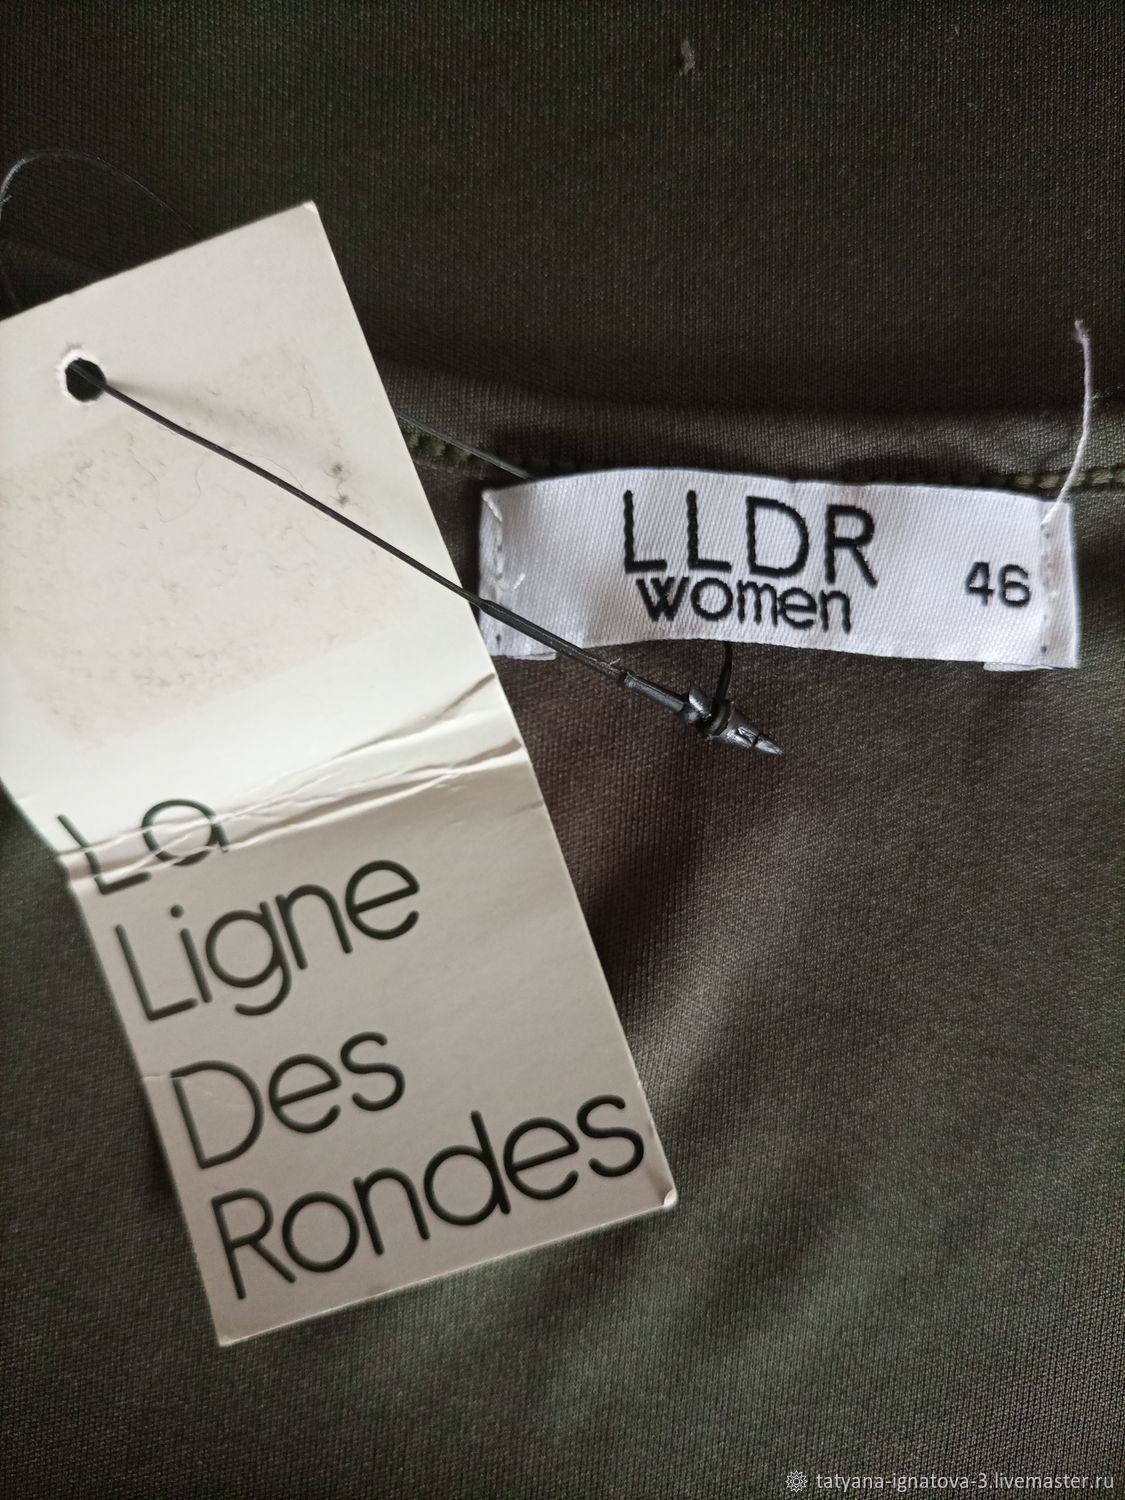 La
Ligne
Des
Rondes
LLDR
women
46
tatyana-ignatova-3.livemaster.ru